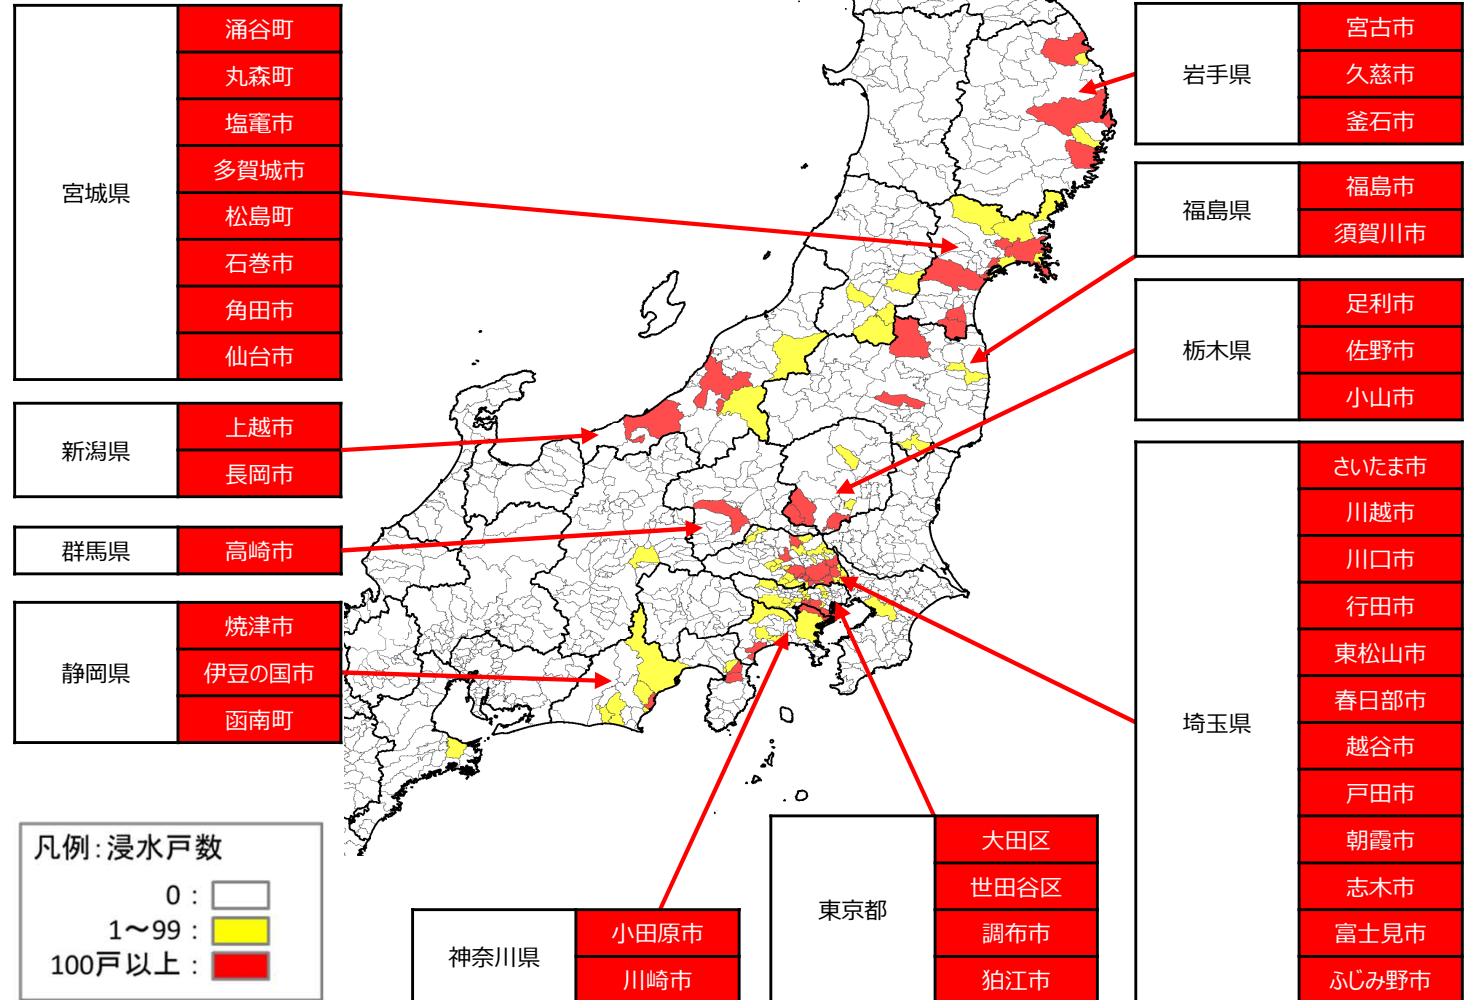 宮城県
涌谷町
丸森町
塩竈市
多賀城市
松島町
石巻市
角田市
仙台市
新潟県
上越市
長岡市
群馬県
高崎市
静岡県
焼津市
伊豆の国市
函南町
凡例：浸水戸数
0：
1～99：
100戸以上：
神奈川県
小田原市
川崎市
東京都
大田区
世田谷区
調布市
狛江市
岩手県
宮古市
久慈市
釜石市
福島県
福島市
須賀川市
栃木県
足利市
佐野市
小山市
埼玉県
さいたま市
川越市
川口市
行田市
東松山市
春日部市
越谷市
戸田市
朝霞市
志木市
富士見市
ふじみ野市